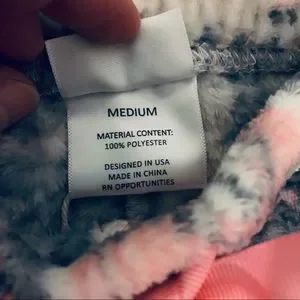 MEDIUM
MATERIAL CONTENT:
100% POLYESTER
DESIGNED IN USA
MADE IN CHINA
RN OPPORTUNITIES